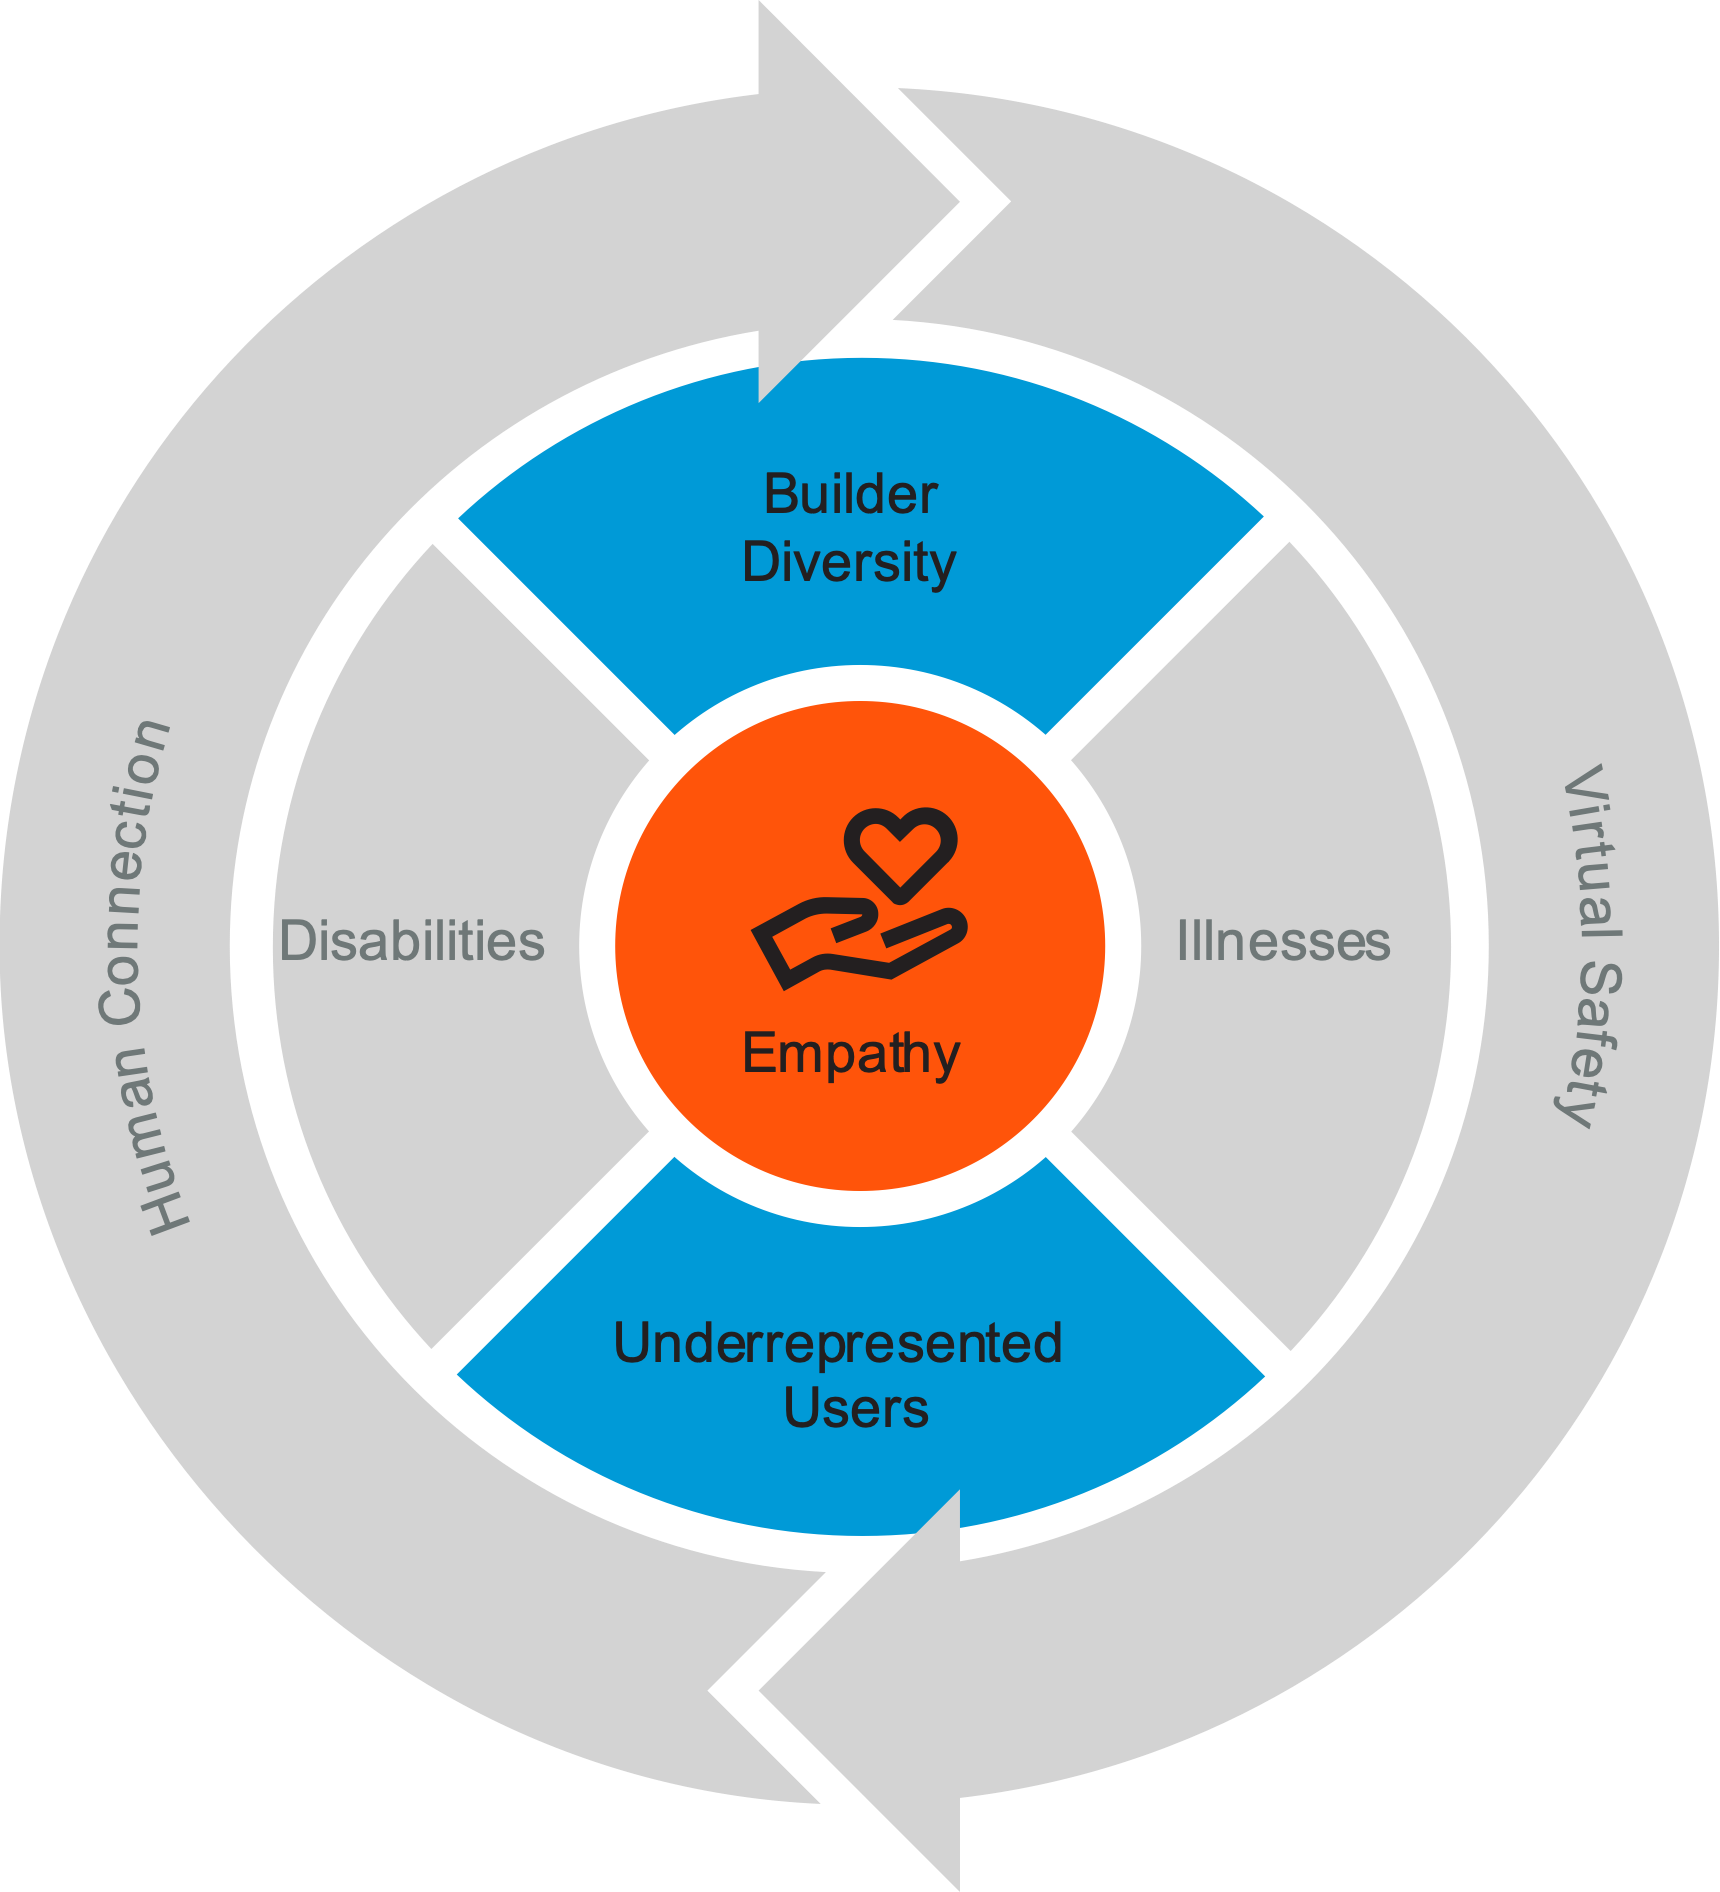 Builder
Diversity
Human Connection
Disabilities
Empathy
Illnesses
Virtual Safety
Underrepresented
Users